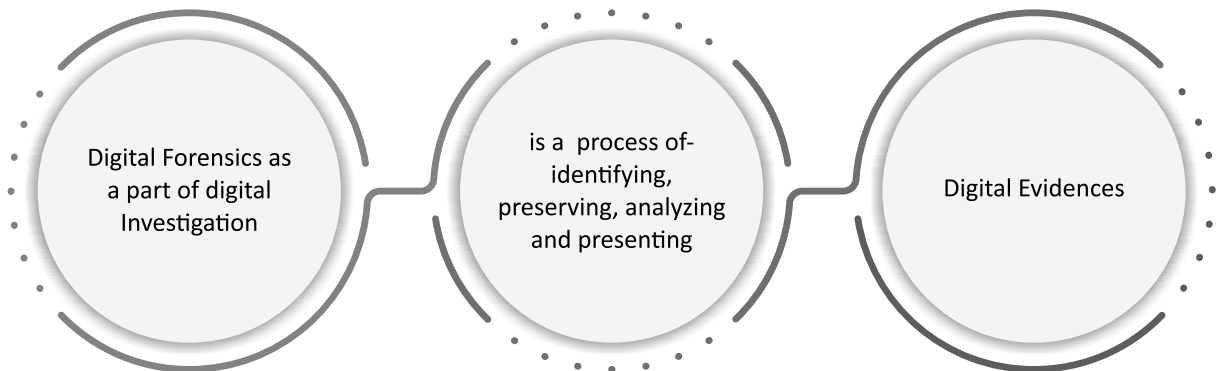 Digital Forensics as
a part of digital
Investigation
is a  process of-
identifying,
preserving, analyzing
and presenting
Digital Evidences